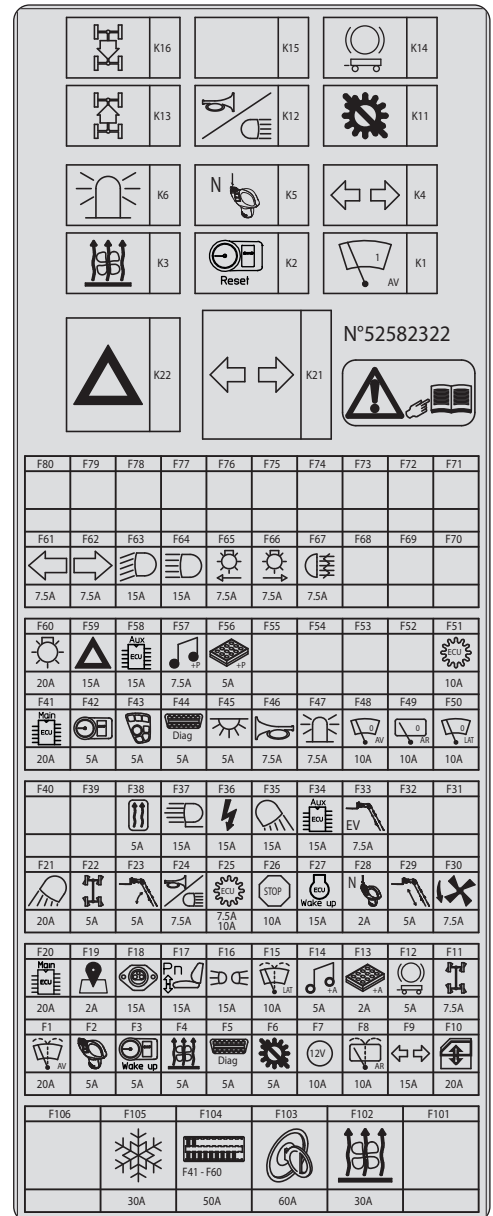 K16 K15 K14
K13 K12 K11
K6 N K5 K4
K3 Reset K2 1 AV K1
N°52582322
K22 K21
F80 F79 F78 F77 F76 F75 F74 F73 F72 F71
F61 F62 F63 F64 F65 F66 F67 F68 F69 F70
7.5A 7.5A 15A 15A 7.5A 7.5A 7.5A
F60 F59 F58 F57 F56 F55 F54 F53 F52 F51
Aux ECU +P +P ECU
20A 15A 15A 7.5A 5A 10A
F41 F42 F43 F44 F45 F46 F47 F48 F49 F50
Main ECU Diag 0 AV 0 AR 0 LAT
20A 5A 5A 5A 5A 7.5A 7.5A 10A 10A 10A
F40 F39 F38 F37 F36 F35 F34 F33 F32 F31
Aux ECU EV
5A 15A 15A 15A 15A 7.5A
F21 F22 F23 F24 F25 F26 F27 F28 F29 F30
ECU STOP ECU Wake up N
20A 5A 5A 7.5A 7.5A 10A 10A 15A 2A 5A 7.5A
F20 F19 F18 F17 F16 F15 F14 F13 F12 F11
Main ECU Pn LAT +A +A
20A 2A 15A 15A 15A 10A 5A 2A 5A 7.5A
F1 F2 F3 F4 F5 F6 F7 F8 F9 F10
AV Wake up Diag 12V AR
20A 5A 5A 5A 5A 5A 10A 10A 15A 20A
F106 F105 F104 F103 F102 F101
F41 - F60
30A 50A 60A 30A